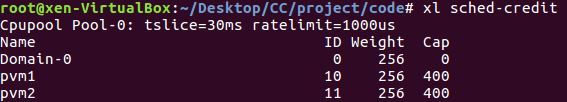 root@xen-VirtualBox:~/Desktop/CC/project/code# xl sched-credit
Cpupool Pool-0: tslice=30ms ratelimit=1000us
Name                                ID Weight  Cap
Domain-0                             0    256    0
pvm1                                10    256  400
pvm2                                11    256  400